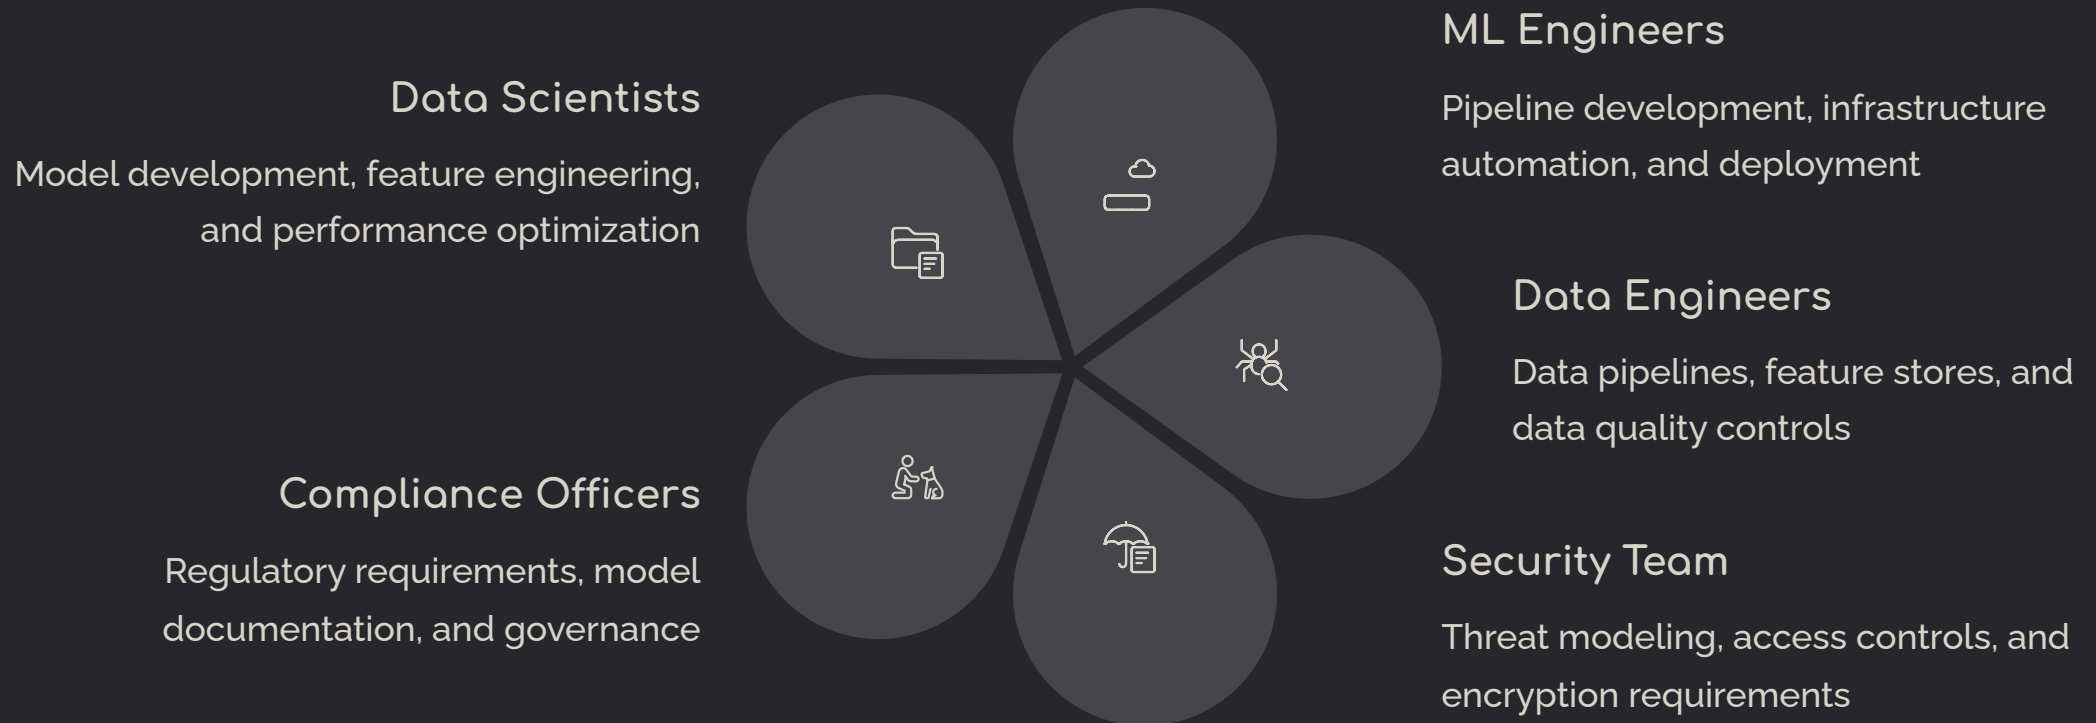 Data Scientists
Model development, feature engineering,
and performance optimization
ML Engineers
Pipeline development, infrastructure
automation, and deployment
Data Engineers
Data pipelines, feature stores, and
data quality controls
Compliance Officers
Regulatory requirements, model
documentation, and governance
Security Team
Threat modeling, access controls, and
encryption requirements